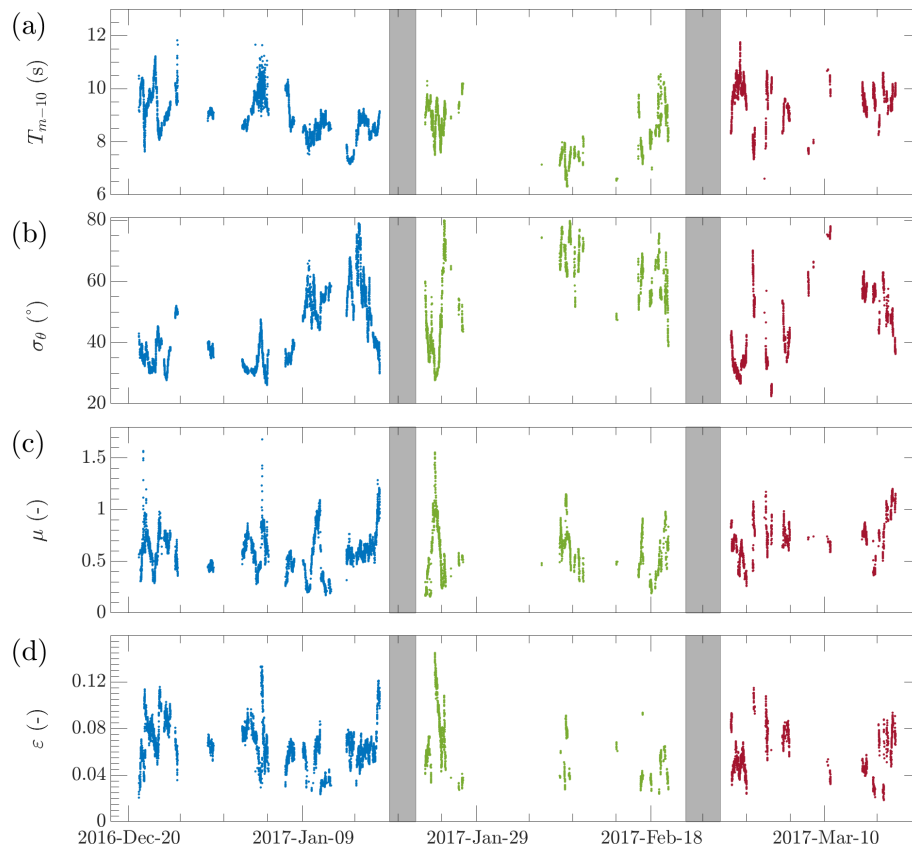 (a)
12
10
8
6
T_{m−10} (s)
(b)
80
60
40
20
σ_θ (°)
(c)
1.5
1
0.5
0
μ (-)
(d)
0.12
0.08
0.04
0
ε (-)
2016-Dec-20 2017-Jan-09 2017-Jan-29 2017-Feb-18 2017-Mar-10